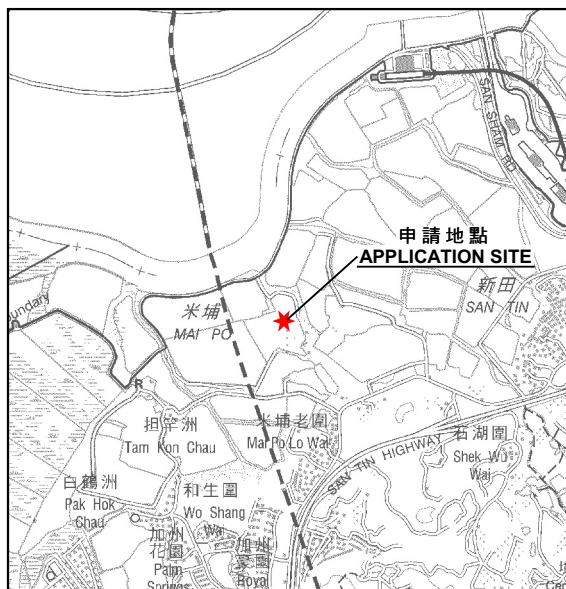 SAN SHAM RD
申請地點
APPLICATION SITE
新田
SAN TIN
米埔
MAI PO
oundary
R
担竿洲
Tam Kon Chau
米埔老圍
Mai Po Lo Wai
SAN TIN HIGHWAY
石湖圍
Shek Wu
Wai
白鶴洲
Pak Hok
Chau
和生圍
Wo Shang
Wai
加州
花園
Palm
Springs
加州
豪園
Royal